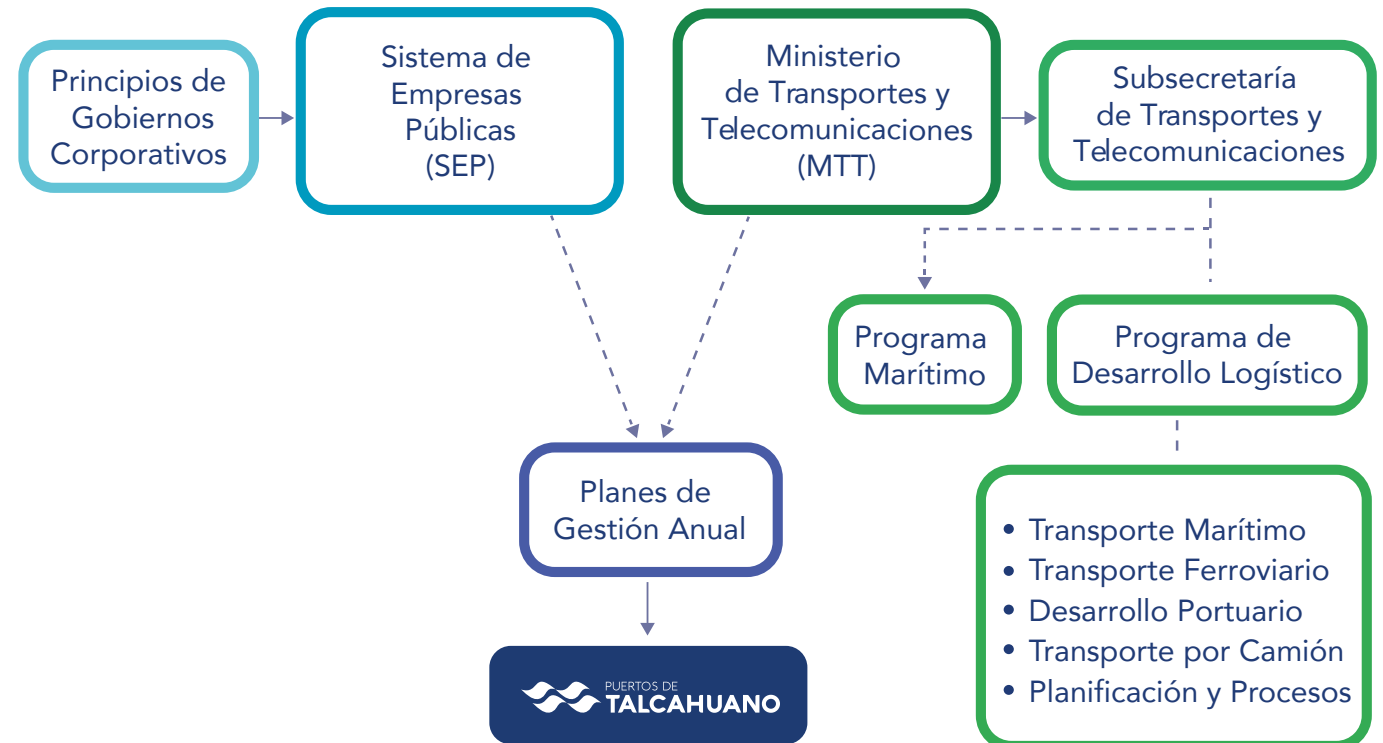 Principios de
Gobiernos
Corporativos
Sistema de
Empresas
Públicas
(SEP)
Ministerio
de Transportes y
Telecomunicaciones
(MTT)
Subsecretaría
de Transportes y
Telecomunicaciones
Programa
Marítimo
Programa de
Desarrollo Logístico
Planes de
Gestión Anual
• Transporte Marítimo
• Transporte Ferroviario
• Desarrollo Portuario
• Transporte por Camión
• Planificación y Procesos
PUERTOS DE
TALCAHUANO